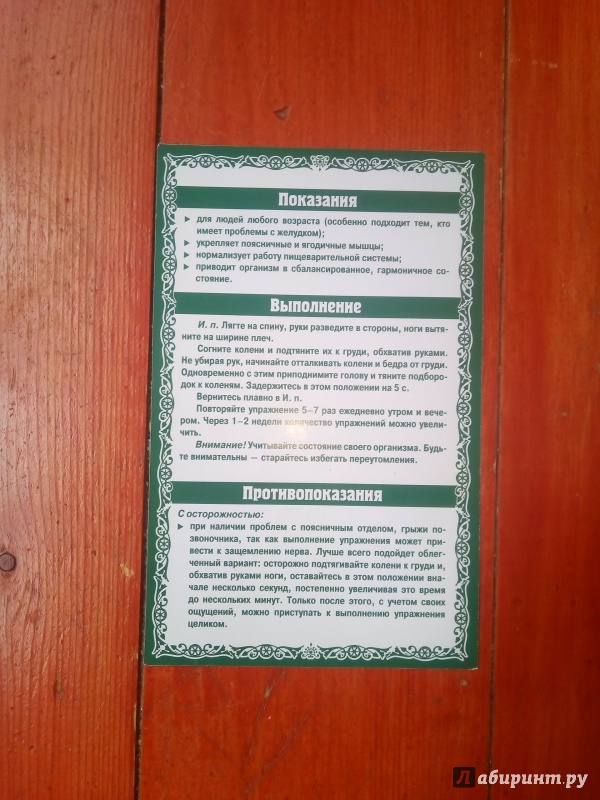 Показания
► для людей любого возраста (особенно подходит тем, кто
имеет проблемы с желудком);
► укрепляет поясничные и ягодичные мышцы;
► нормализует работу пищеварительной системы;
► приводит организм в сбалансированное, гармоничное со-
стояние.
Выполнение
И. п. Лягте на спину, руки разведите в стороны, ноги вытя-
ните на ширине плеч.
Согните колени и подтяните их к груди, обхватив руками.
Не убирая рук, начинайте отталкивать колени и бедра от груди.
Одновременно с этим приподнимите голову и тяните подборо-
док к коленям. Задержитесь в этом положении на 5 с.
Вернитесь плавно в И. п.
Повторяйте упражнение 5–7 раз ежедневно утром и вече-
ром. Через 1–2 недели количество упражнений можно увели-
чить.
Внимание! Учитывайте состояние своего организма. Будь-
те внимательны — старайтесь избегать переутомления.
Противопоказания
С осторожностью:
► при наличии проблем с поясничным отделом, грыжи по-
звоночника, так как выполнение упражнения может при-
вести к защемлению нерва. Лучше всего подойдет облег-
ченный вариант: осторожно подтягивайте колени к груди и,
обхватив руками ноги, оставайтесь в этом положении вна-
чале несколько секунд, постепенно увеличивая это время
до нескольких минут. Только после этого, с учетом своих
ощущений, можно приступать к выполнению упражнения
целиком.
Лабиринт.ру